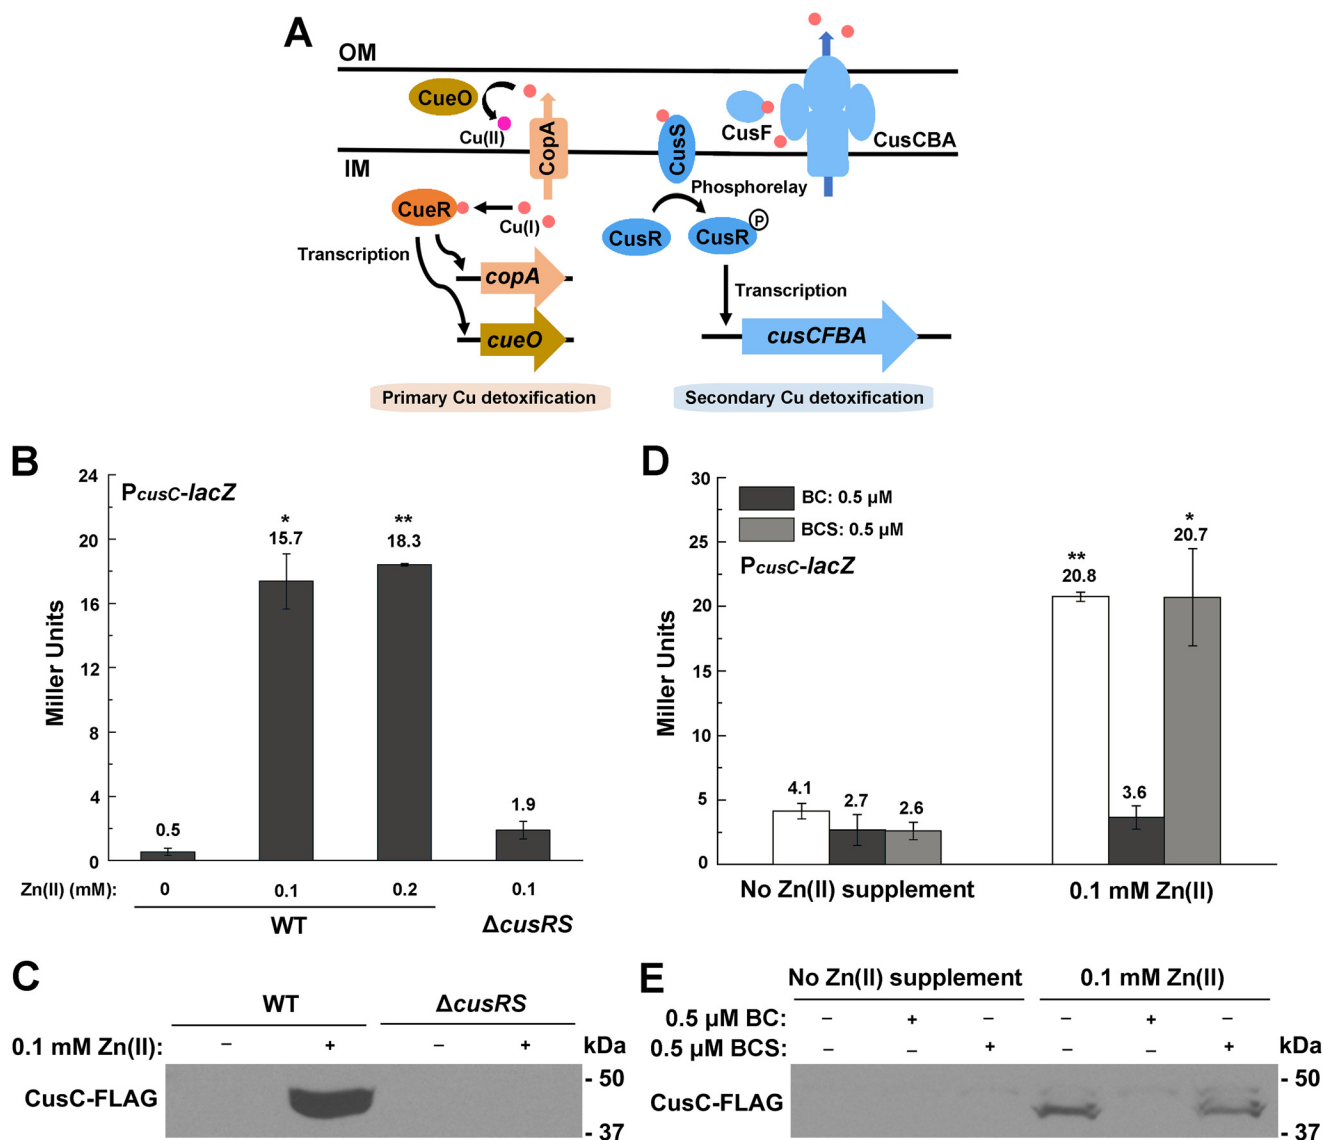 A
OM
CueO
Cu(II)
CopA
CusS
CusF
CusCBA
IM
Phosphorelay
CueR
Cu(I)
CusR
CusR
P
Transcription
copA
Transcription
cueO
cusCFBA
Primary Cu detoxification
Secondary Cu detoxification
B
PcusC-lacZ
Miller Units
24
20
16
12
8
4
0
0.5
*
15.7
**
18.3
1.9
Zn(II) (mM): 0 0.1 0.2 0.1
WT ΔcusRS
D
BC: 0.5 µM
BCS: 0.5 µM
PcusC-lacZ
Miller Units
30
25
20
15
10
5
0
4.1
2.7
2.6
**
20.8
3.6
*
20.7
No Zn(II) supplement 0.1 mM Zn(II)
C
WT ΔcusRS
0.1 mM Zn(II): – + – + kDa
CusC-FLAG
- 50
- 37
E
No Zn(II) supplement 0.1 mM Zn(II)
0.5 µM BC: – + – – + –
0.5 µM BCS: – – + – – + kDa
CusC-FLAG
- 50
- 37